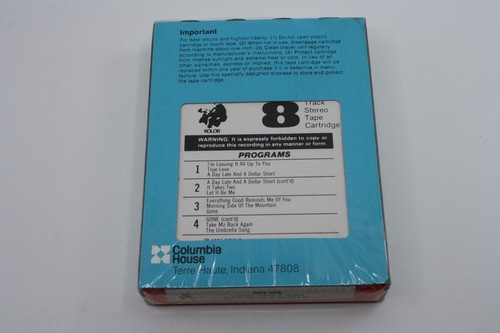 Important
For best results and highest fidelity: (1) Do not open plastic
cartridge or touch tape. (2) When not in use, disengage cartridge
from machine about one inch. (3) Clean player unit regularly
according to manufacturer's instructions. (4) Protect cartridge
from intense sunlight and extreme heat or cold. In lieu of all
other warranties, express or implied, this tape cartridge will be
replaced within one year of purchase if it is defective in manu-
facture. Use this specially designed slipcase to store and protect
the tape cartridge.
KOLOB
8 Track
Stereo
Tape
Cartridge
WARNING: It is expressly forbidden to copy or
reproduce this recording in any manner or form.
PROGRAMS
1 I'm Leaving It All Up To You
True Love
A Day Late And A Dollar Short
2 A Day Late And A Dollar Short (cont'd)
It Takes Two
Let It Be Me
3 Everything Good Reminds Me Of You
Morning Side Of The Mountain
Gone
4 GONE (cont'd)
Take Me Back Again
The Umbrella Song
Columbia
House
Terre Haute, Indiana 47808